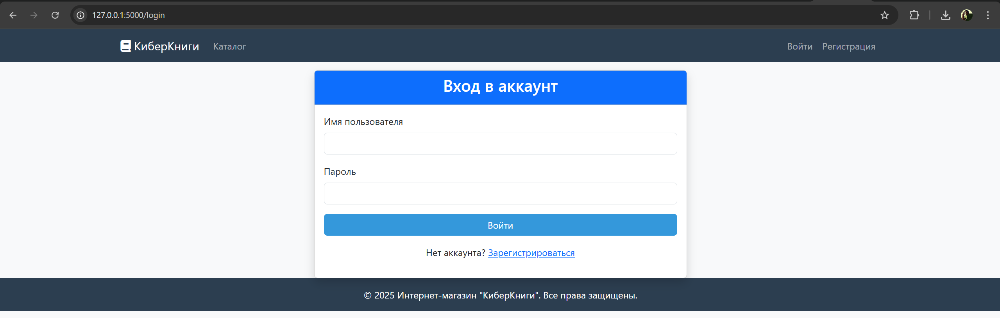 127.0.0.1:5000/login
КиберКниги Каталог Войти Регистрация
Вход в аккаунт
Имя пользователя
Пароль
Войти
Нет аккаунта? Зарегистрироваться
© 2025 Интернет-магазин "КиберКниги". Все права защищены.